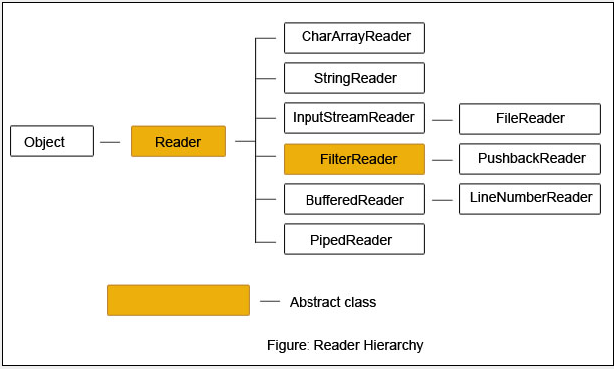 CharArrayReader
StringReader
InputStreamReader
FileReader
Object
Reader
FilterReader
PushbackReader
BufferedReader
LineNumberReader
PipedReader
Abstract class
Figure: Reader Hierarchy